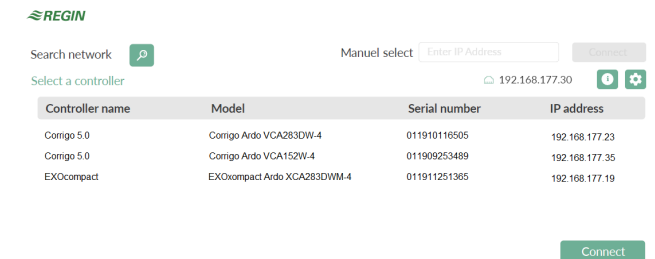 REGIN
Search network Manuel select Enter IP Address Connect
Select a controller 192.168.177.30
Controller name Model Serial number IP address
Corrigo 5.0 Corrigo Ardo VCA283DW-4 011910116505 192.168.177.23
Corrigo 5.0 Corrigo Ardo VCA152W-4 011909253489 192.168.177.35
EXOcompact EXOxompact Ardo XCA283DWM-4 011911251365 192.168.177.19
Connect